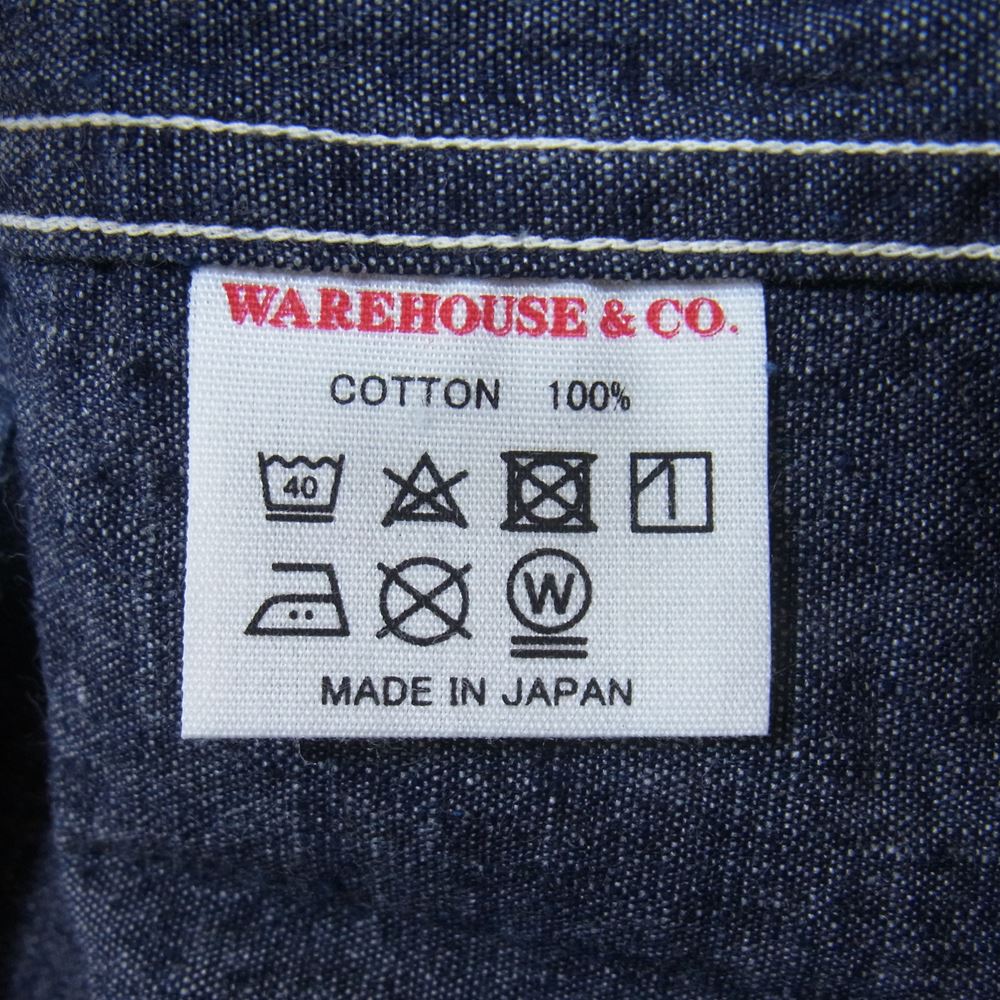 WAREHOUSE & CO.
COTTON 100%
40
W
MADE IN JAPAN